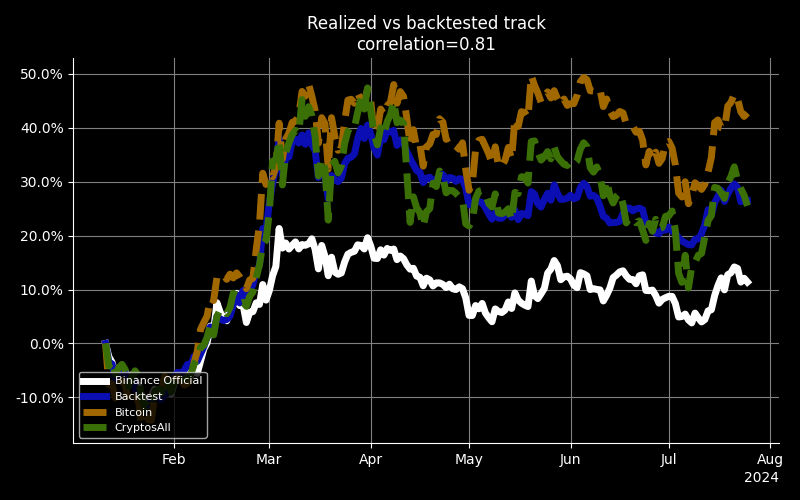 Realized vs backtested track
correlation=0.81
50.0%
40.0%
30.0%
20.0%
10.0%
0.0%
-10.0%
Binance Official
Backtest
Bitcoin
CryptosAll
Feb
Mar
Apr
May
Jun
Jul
Aug
2024